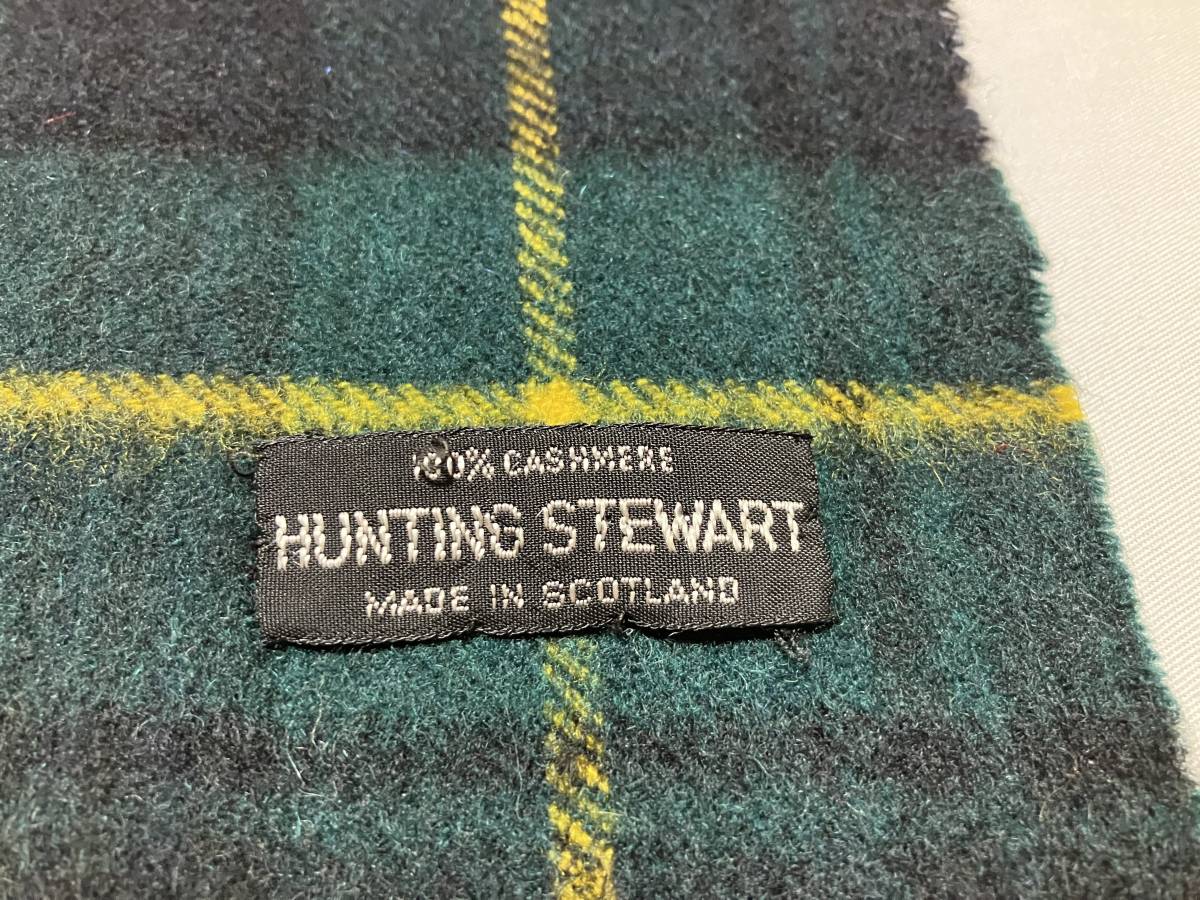 100% CASHMERE
HUNTING STEWART
MADE IN SCOTLAND